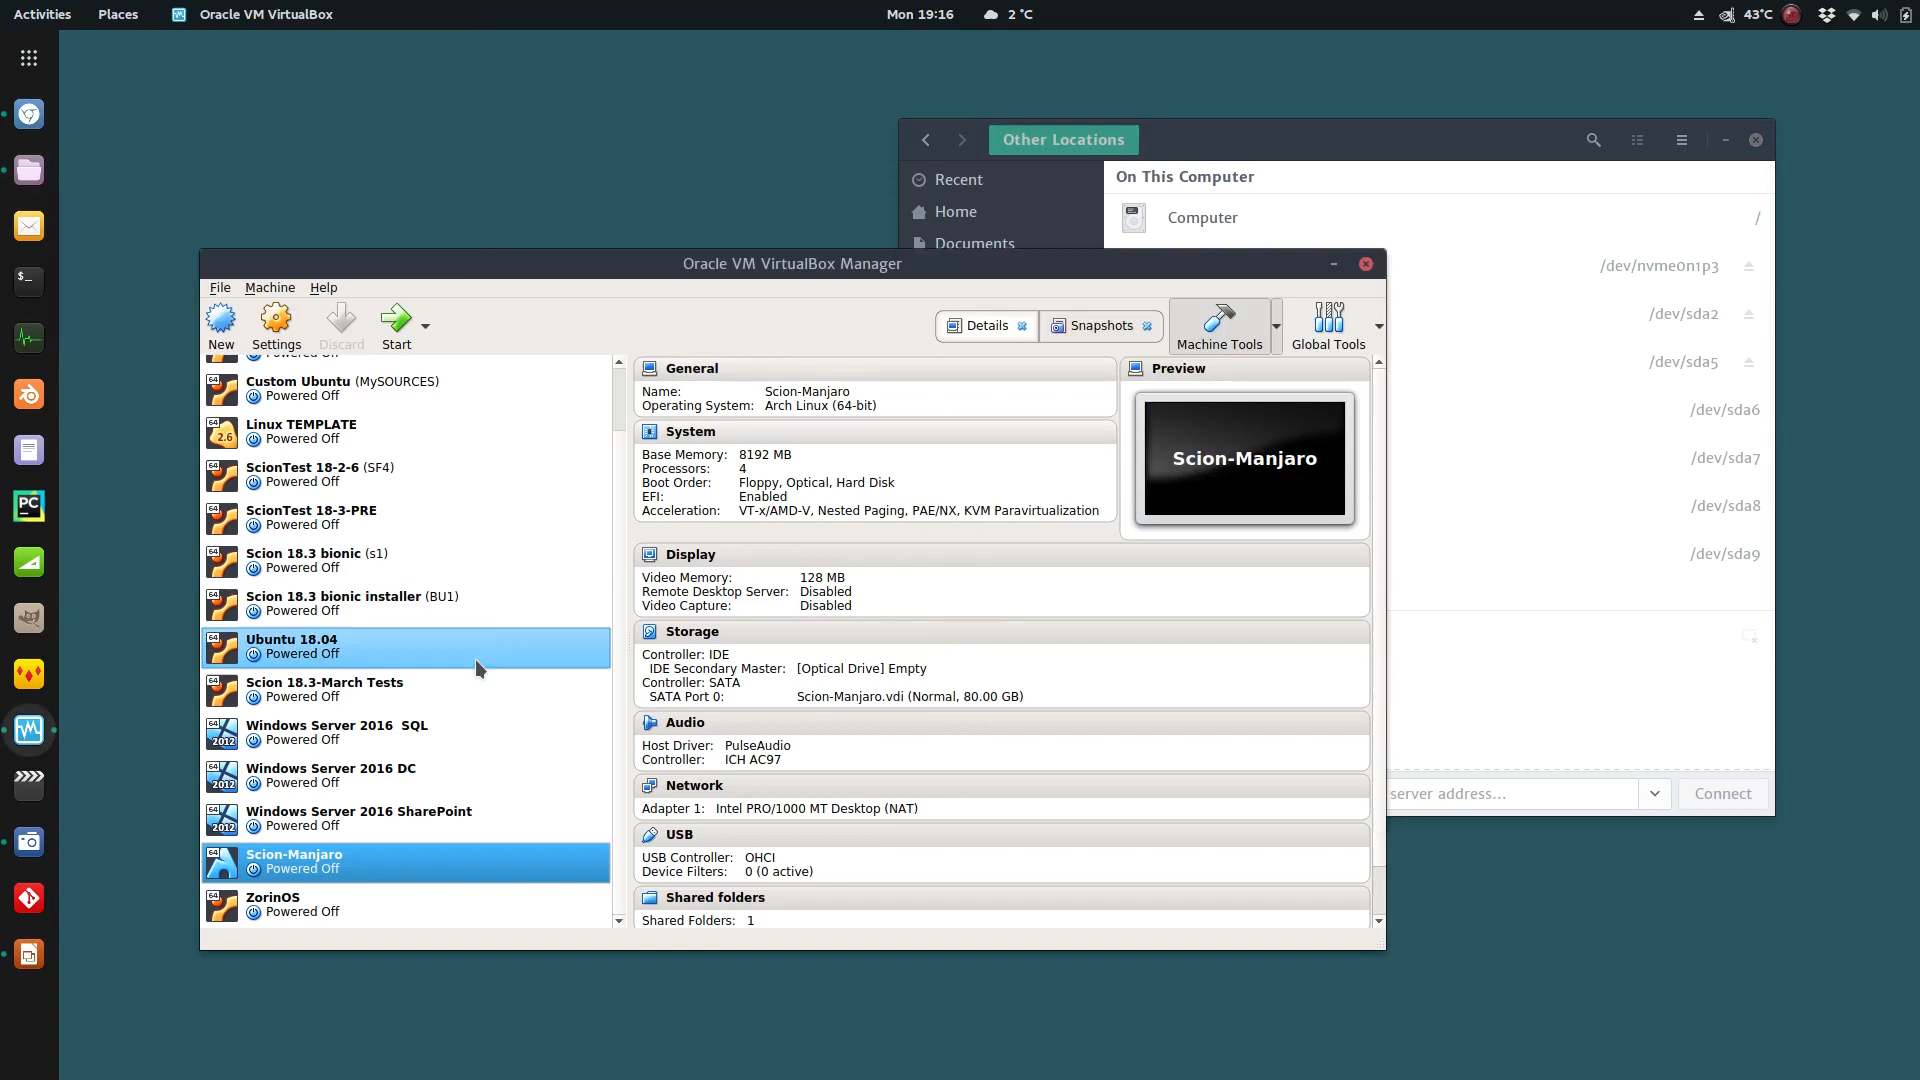 Activities Places Oracle VM VirtualBox Mon 19:16 2 °C 43°C
Other Locations
Recent
Home
Documents
On This Computer
Computer /
/dev/nvme0n1p3
/dev/sda2
/dev/sda5
/dev/sda6
/dev/sda7
/dev/sda8
/dev/sda9
server address...
Connect
Oracle VM VirtualBox Manager
File Machine Help
New Settings Discard Start
Details Snapshots Machine Tools Global Tools
Powered Off
Custom Ubuntu (MySOURCES)
Powered Off
Linux TEMPLATE
Powered Off
ScionTest 18-2-6 (SF4)
Powered Off
ScionTest 18-3-PRE
Powered Off
Scion 18.3 bionic (s1)
Powered Off
Scion 18.3 bionic installer (BU1)
Powered Off
Ubuntu 18.04
Powered Off
Scion 18.3-March Tests
Powered Off
Windows Server 2016  SQL
Powered Off
Windows Server 2016 DC
Powered Off
Windows Server 2016 SharePoint
Powered Off
Scion-Manjaro
Powered Off
ZorinOS
Powered Off
64
2.6
2012
2012
2012
PC
General
Name: Scion-Manjaro
Operating System: Arch Linux (64-bit)
System
Base Memory: 8192 MB
Processors: 4
Boot Order: Floppy, Optical, Hard Disk
EFI: Enabled
Acceleration: VT-x/AMD-V, Nested Paging, PAE/NX, KVM Paravirtualization
Preview
Scion-Manjaro
Display
Video Memory: 128 MB
Remote Desktop Server: Disabled
Video Capture: Disabled
Storage
Controller: IDE
IDE Secondary Master: [Optical Drive] Empty
Controller: SATA
SATA Port 0: Scion-Manjaro.vdi (Normal, 80.00 GB)
Audio
Host Driver: PulseAudio
Controller: ICH AC97
Network
Adapter 1: Intel PRO/1000 MT Desktop (NAT)
USB
USB Controller: OHCI
Device Filters: 0 (0 active)
Shared folders
Shared Folders: 1